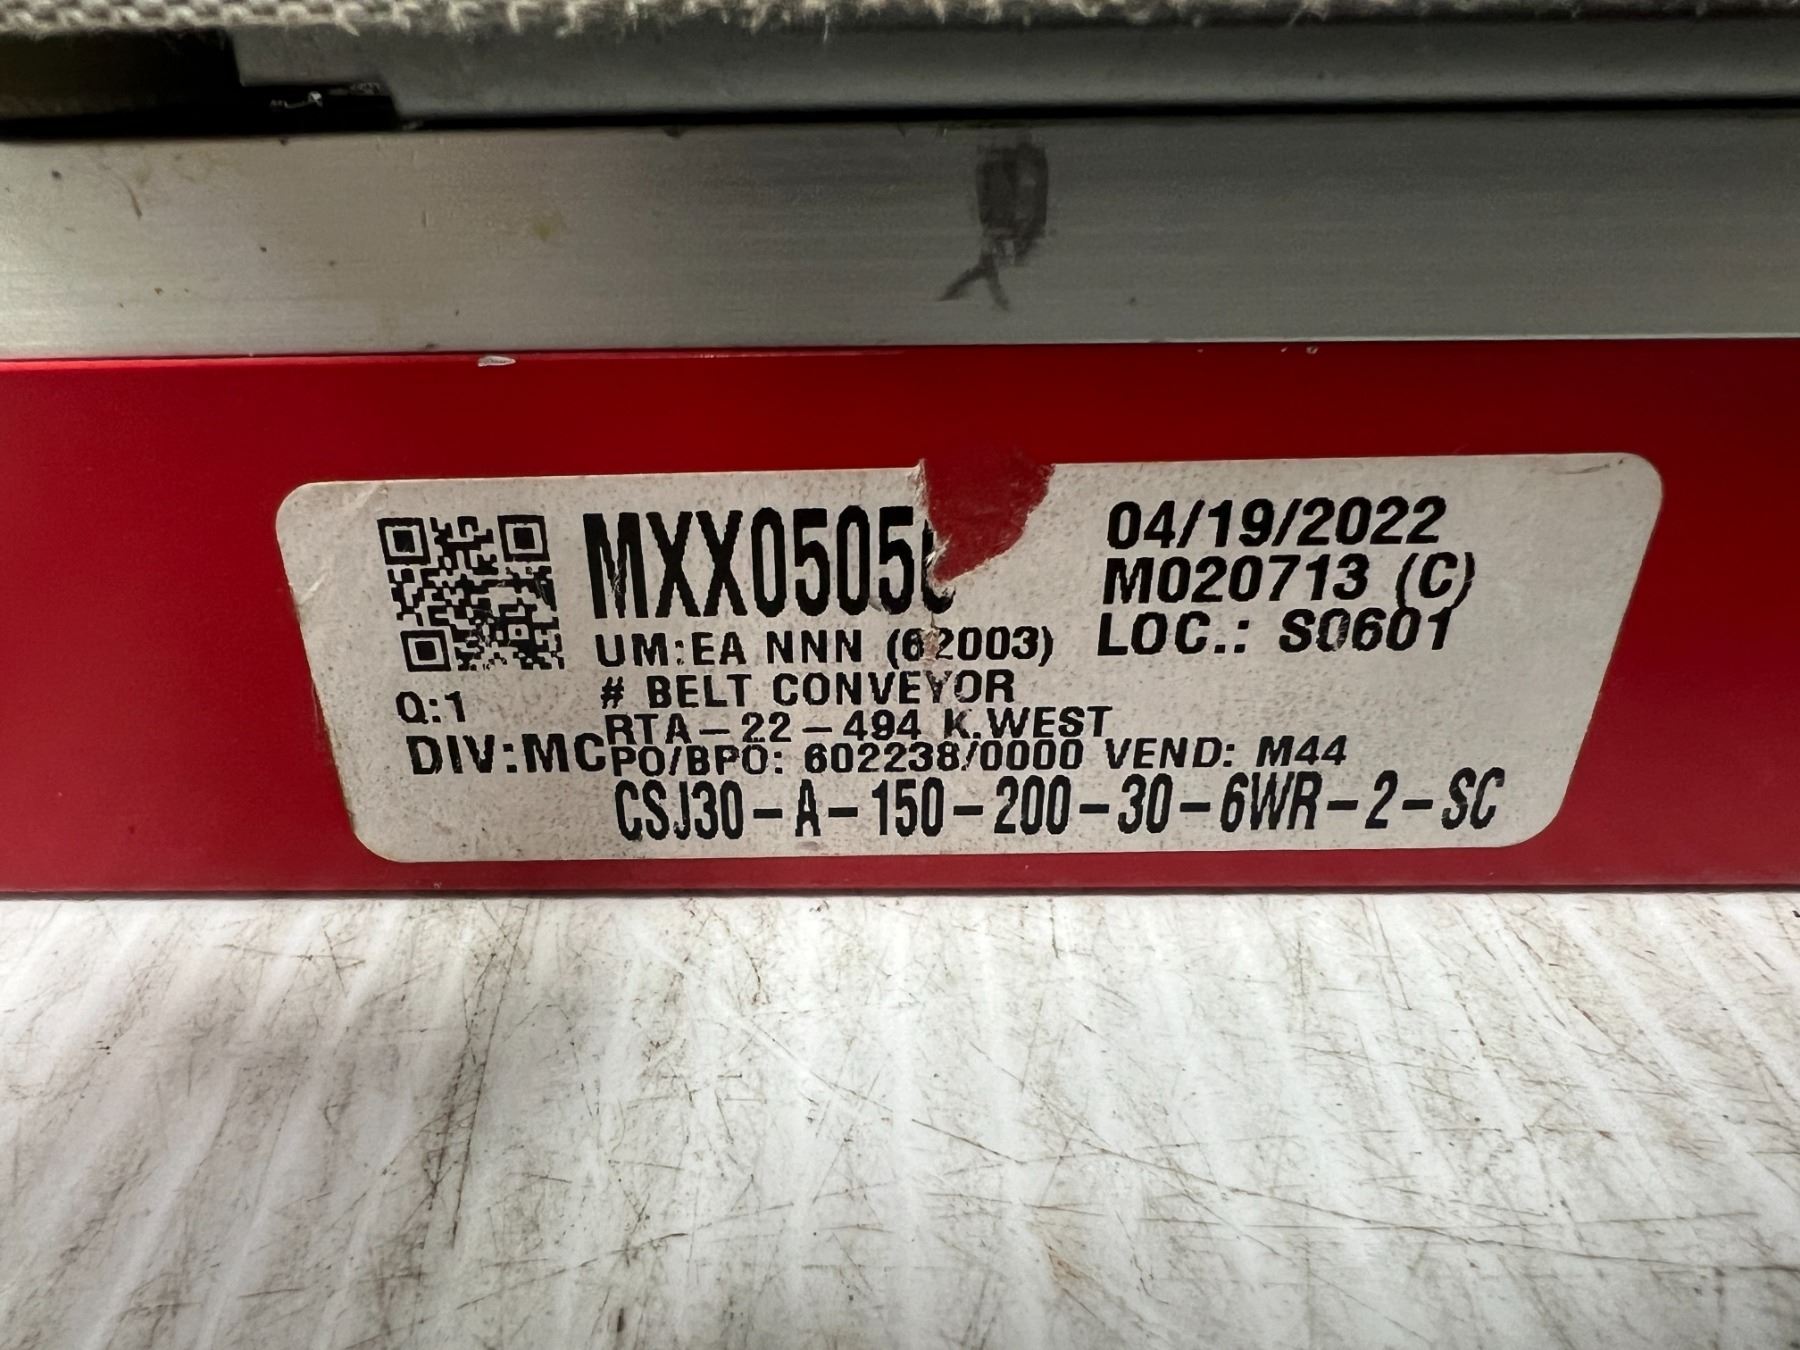 04/19/2022
M020713 (C)
LOC.: S0601
UM:EA NNN (62003)
# BELT CONVEYOR
Q:1
RTA-22-494 K.WEST
DIV:MC
PO/BPO: 602238/0000 VEND: M44
CSJ30-A-150-200-30-6WR-2-SC